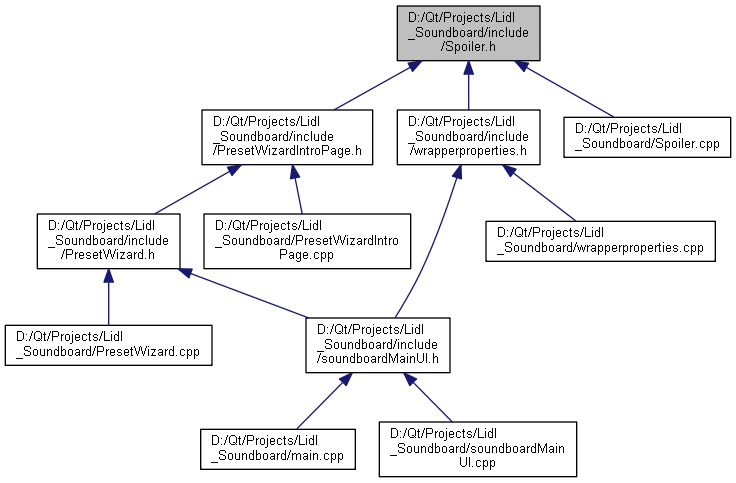 D:/Qt/Projects/Lidl
_Soundboard/include
/Spoiler.h
D:/Qt/Projects/Lidl
_Soundboard/include
/PresetWizardIntroPage.h
D:/Qt/Projects/Lidl
_Soundboard/include
/wrapperproperties.h
D:/Qt/Projects/Lidl
_Soundboard/Spoiler.cpp
D:/Qt/Projects/Lidl
_Soundboard/include
/PresetWizard.h
D:/Qt/Projects/Lidl
_Soundboard/PresetWizardIntro
Page.cpp
D:/Qt/Projects/Lidl
_Soundboard/wrapperproperties.cpp
D:/Qt/Projects/Lidl
_Soundboard/PresetWizard.cpp
D:/Qt/Projects/Lidl
_Soundboard/include
/soundboardMainUI.h
D:/Qt/Projects/Lidl
_Soundboard/main.cpp
D:/Qt/Projects/Lidl
_Soundboard/soundboardMain
UI.cpp